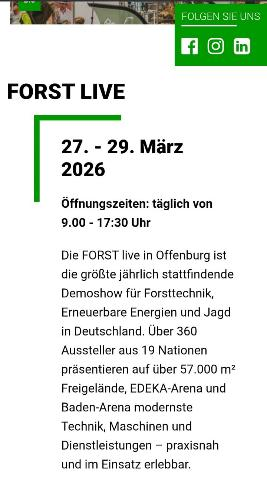 FOLGEN SIE UNS
FORST LIVE
27. - 29. März
2026
Öffnungszeiten: täglich von
9.00 - 17:30 Uhr
Die FORST live in Offenburg ist
die größte jährlich stattfindende
Demoshow für Forsttechnik,
Erneuerbare Energien und Jagd
in Deutschland. Über 360
Aussteller aus 19 Nationen
präsentieren auf über 57.000 m²
Freigelände, EDEKA-Arena und
Baden-Arena modernste
Technik, Maschinen und
Dienstleistungen – praxisnah
und im Einsatz erlebbar.